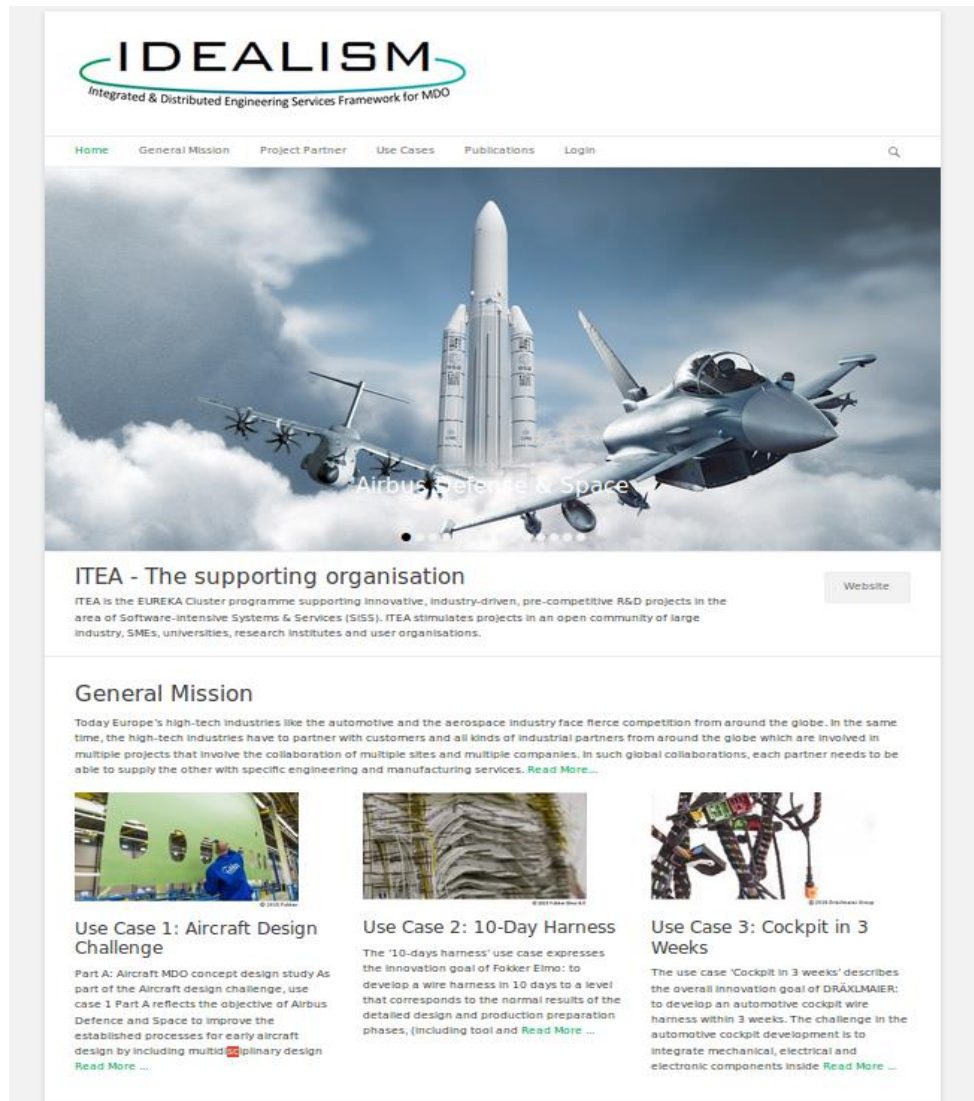 IDEALISM
Integrated & Distributed Engineering Services Framework for MDO
Home General Mission Project Partner Use Cases Publications Login
Airbus Defence & Space
ITEA - The supporting organisation
Website
ITEA is the EUREKA Cluster programme supporting innovative, industry-driven, pre-competitive R&D projects in the
area of Software-intensive Systems & Services (SiSS). ITEA stimulates projects in an open community of large
industry, SMEs, universities, research institutes and user organisations.
General Mission
Today Europe's high-tech industries like the automotive and the aerospace industry face fierce competition from around the globe. In the same
time, the high-tech industries have to partner with customers and all kinds of industrial partners from around the globe which are involved in
multiple projects that involve the collaboration of multiple sites and multiple companies. In such global collaborations, each partner needs to be
able to supply the other with specific engineering and manufacturing services. Read More...
© 2015 Fokker
Use Case 1: Aircraft Design
Challenge
Part A: Aircraft MDO concept design study As
part of the Aircraft design challenge, use
case 1 Part A reflects the objective of Airbus
Defence and Space to improve the
established processes for early aircraft
design by including multidisciplinary design
Read More ...
© 2015 Fokker Elmo B.V.
Use Case 2: 10-Day Harness
The '10-days harness' use case expresses
the innovation goal of Fokker Elmo: to
develop a wire harness in 10 days to a level
that corresponds to the normal results of the
detailed design and production preparation
phases, (including tool and Read More ...
© 2015 Dräxlmaier Group
Use Case 3: Cockpit in 3
Weeks
The use case 'Cockpit in 3 weeks' describes
the overall innovation goal of DRÄXLMAIER:
to develop an automotive cockpit wire
harness within 3 weeks. The challenge in the
automotive cockpit development is to
integrate mechanical, electrical and
electronic components inside Read More ...